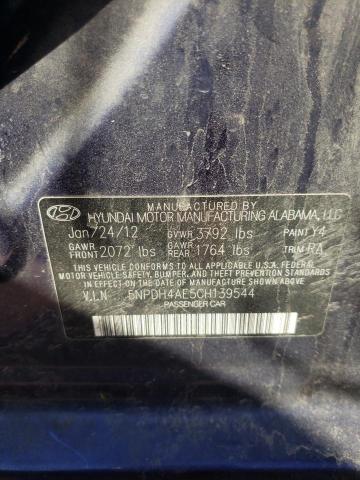 MANUFACTURED BY
HYUNDAI MOTOR MANUFACTURING ALABAMA, LLC
Jan/24/12 GVWR 3792 lbs PAINT Y4
GAWR FRONT 2072 lbs GAWR REAR 1764 lbs TRIM RA
THIS VEHICLE CONFORMS TO ALL APPLICABLE U.S.A. FEDERAL
MOTOR VEHICLE SAFETY, BUMPER, AND THEFT PREVENTION STANDARDS
IN EFFECT ON THE DATE OF MANUFACTURE SHOWN ABOVE.
V.I.N. 5NPDH4AE5CH139544
PASSENGER CAR